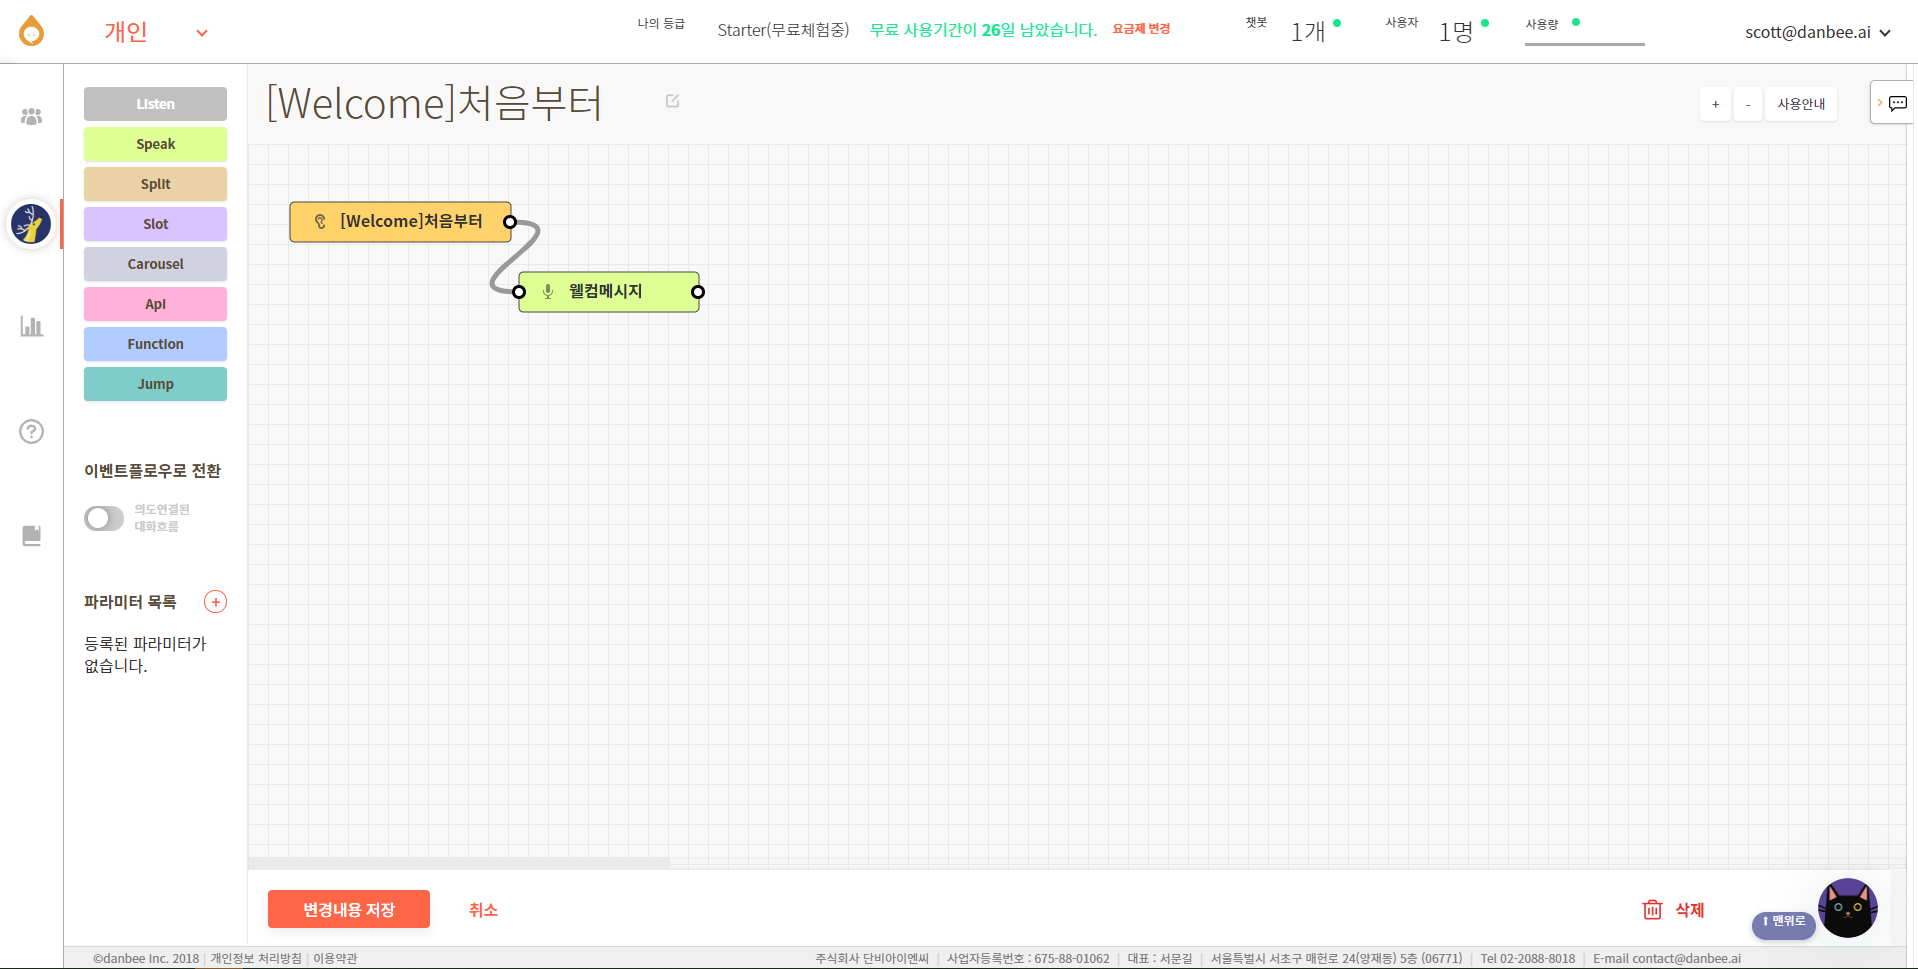 개인
나의 등급
Starter(무료체험중)
무료 사용기간이 26일 남았습니다.
요금제 변경
챗봇
1개
사용자
1명
사용량
scott@danbee.ai
Listen
Speak
Split
Slot
Carousel
Api
Function
Jump
이벤트플로우로 전환
의도연결된
대화흐름
파라미터 목록
+
등록된 파라미터가
없습니다.
[Welcome]처음부터
+
-
사용안내
[Welcome]처음부터
웰컴메시지
변경내용 저장
취소
삭제
⬆ 맨위로
©danbee Inc. 2018 | 개인정보 처리방침 | 이용약관
주식회사 단비아이엔씨 | 사업자등록번호 : 675-88-01062 | 대표 : 서문길 | 서울특별시 서초구 매헌로 24(양재동) 5층 (06771) | Tel 02-2088-8018 | E-mail contact@danbee.ai